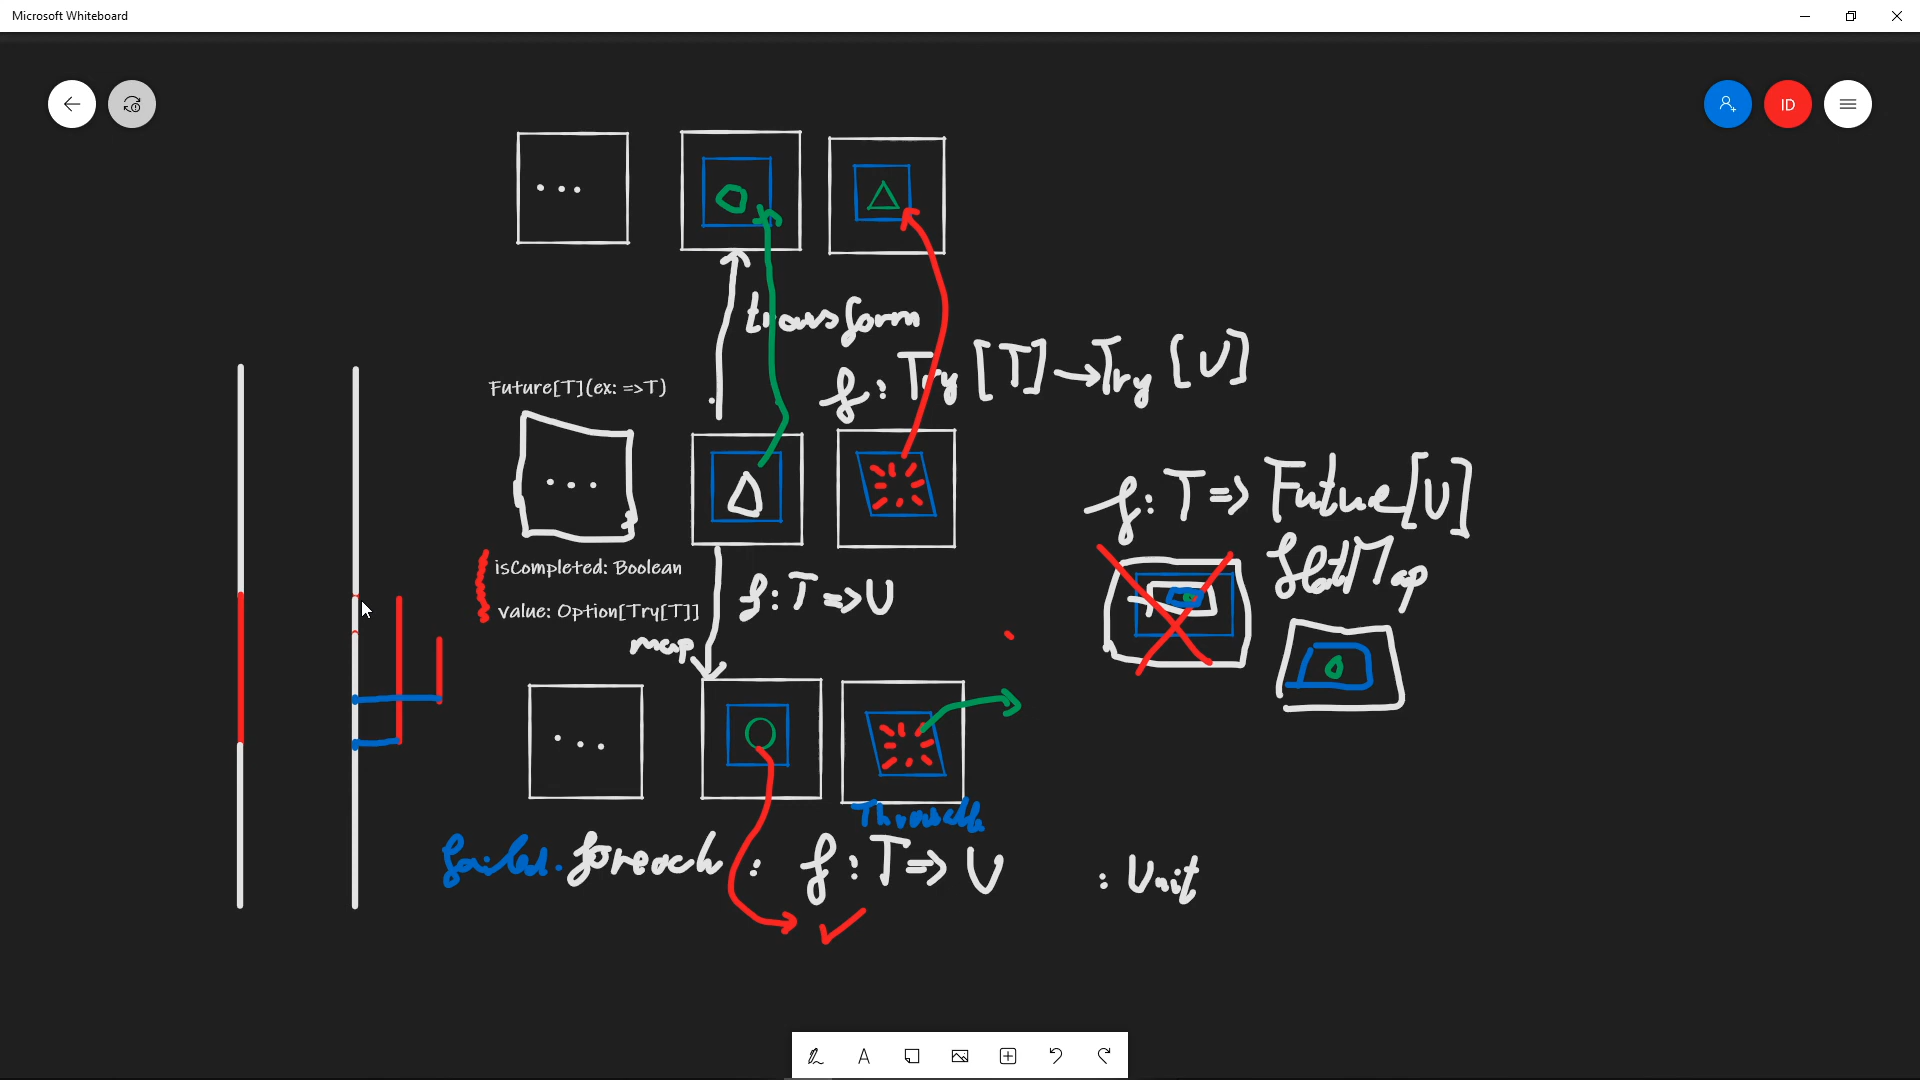 Microsoft Whiteboard
ID
transform
f: Try [T] → Try [U]
Future[T](ex: =>T)
f: T => Future[U]
flatMap
isCompleted: Boolean
value: Option[Try[T]]
f: T => U
map
Throwable
failed. foreach : f: T => U : Unit
A